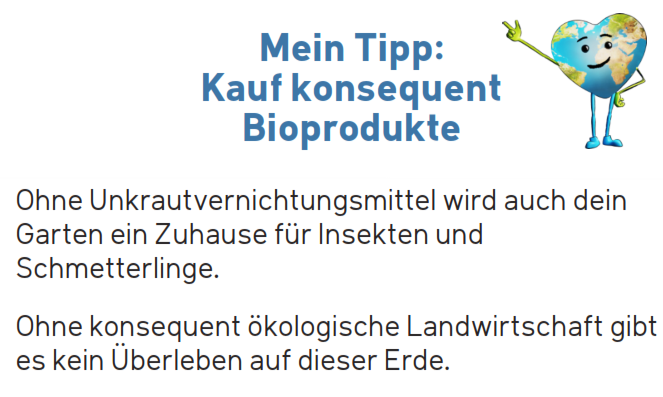 Mein Tipp:
Kauf konsequent
Bioprodukte
Ohne Unkrautvernichtungsmittel wird auch dein
Garten ein Zuhause für Insekten und
Schmetterlinge.
Ohne konsequent ökologische Landwirtschaft gibt
es kein Überleben auf dieser Erde.